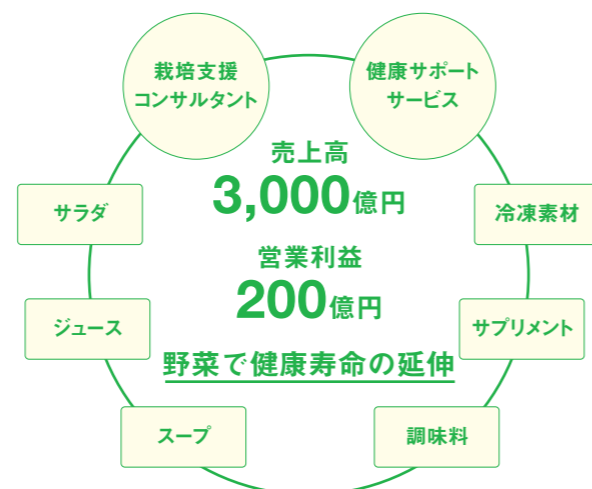 栽培支援
コンサルタント
健康サポート
サービス
売上高
3,000億円
サラダ
冷凍素材
営業利益
200億円
ジュース
サプリメント
野菜で健康寿命の延伸
スープ
調味料